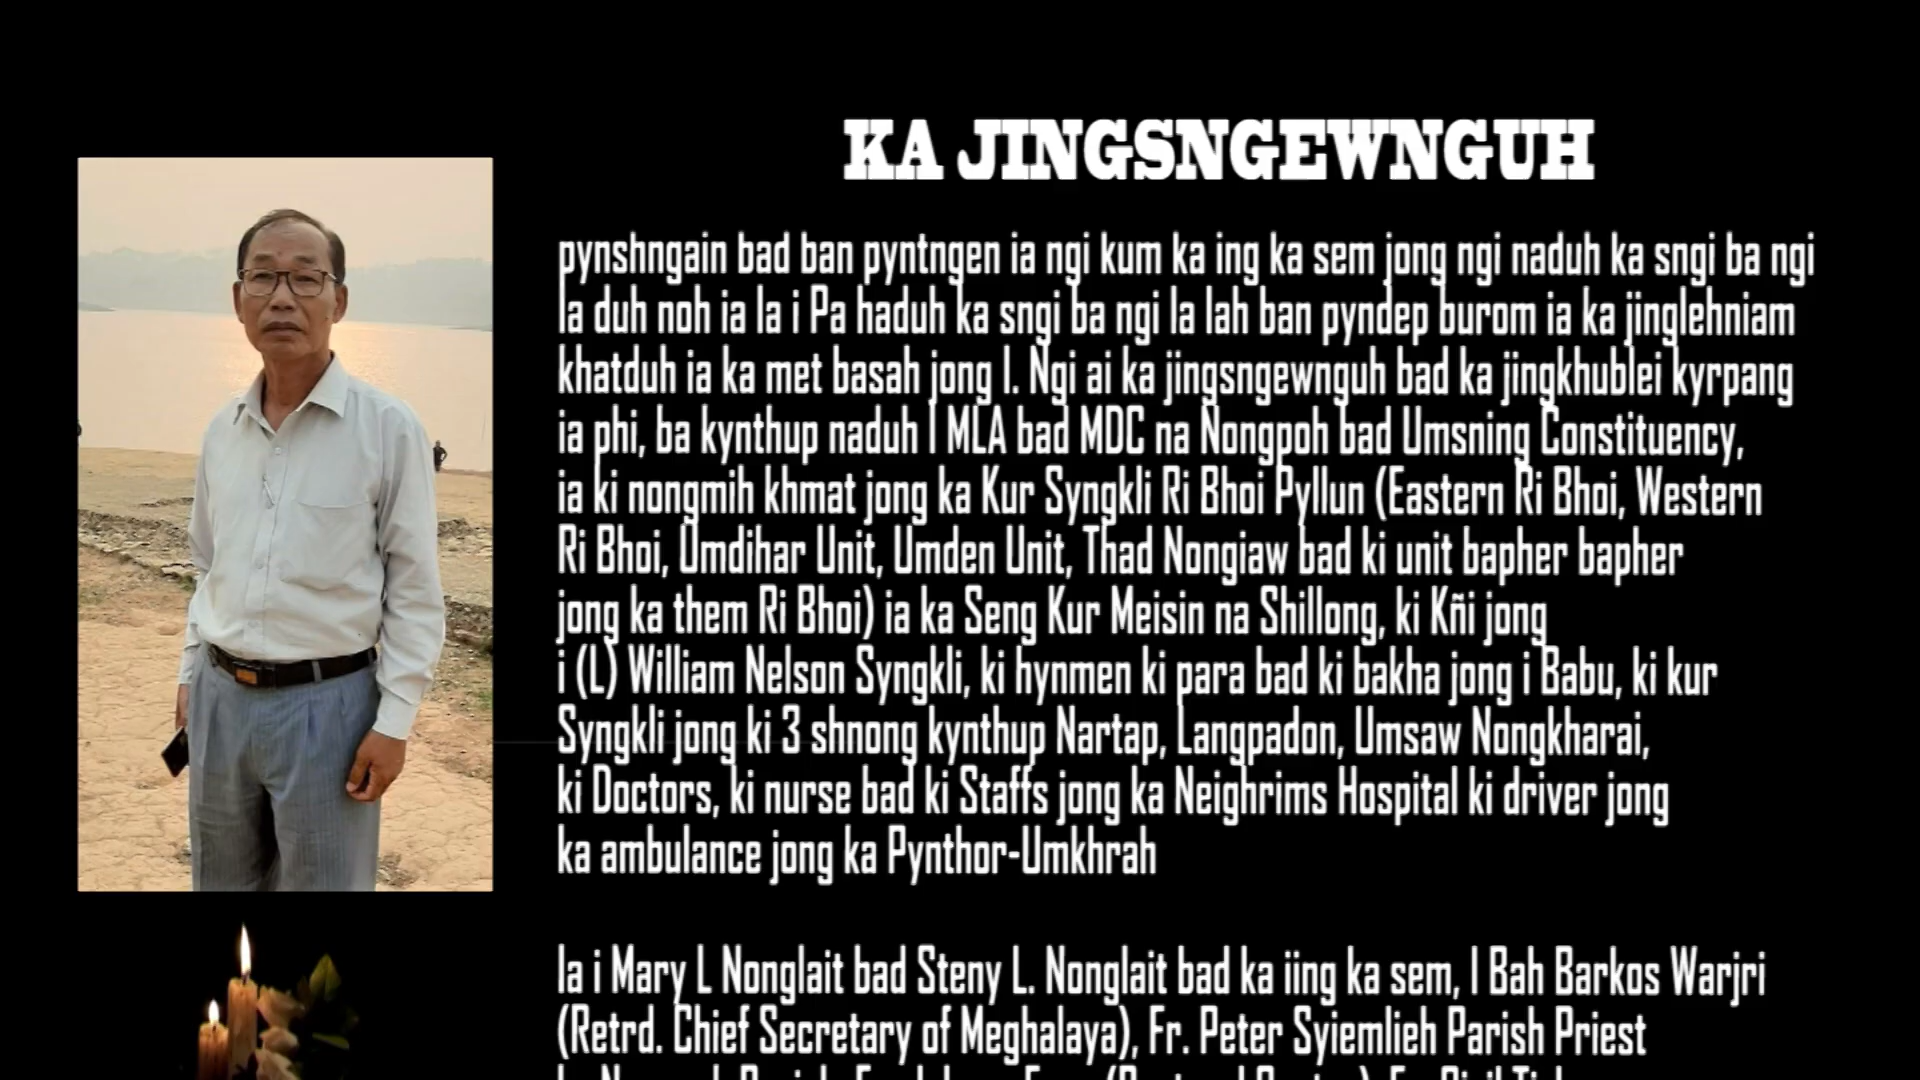 KA JINGSNGEWNGUH
pynshngain bad ban pyntngen ia ngi kum ka ing ka sem jong ngi naduh ka sngi ba ngi
la duh noh ia la i Pa haduh ka sngi ba ngi la lah ban pyndep burom ia ka jinglehniam
khatduh ia ka met basah jong I. Ngi ai ka jingsngewnguh bad ka jingkhublei kyrpang
ia phi, ba kynthup naduh I MLA bad MDC na Nongpoh bad Umsning Constituency,
ia ki nongmih khmat jong ka Kur Syngkli Ri Bhoi Pyllun (Eastern Ri Bhoi, Western
Ri Bhoi, Umdihar Unit, Umden Unit, Thad Nongiaw bad ki unit bapher bapher
jong ka them Ri Bhoi) ia ka Seng Kur Meisin na Shillong, ki Kñi jong
i (L) William Nelson Syngkli, ki hynmen ki para bad ki bakha jong i Babu, ki kur
Syngkli jong ki 3 shnong kynthup Nartap, Langpadon, Umsaw Nongkharai,
ki Doctors, ki nurse bad ki Staffs jong ka Neighrims Hospital ki driver jong
ka ambulance jong ka Pynthor-Umkhrah
Ia i Mary L Nonglait bad Steny L. Nonglait bad ka iing ka sem, I Bah Barkos Warjri
(Retrd. Chief Secretary of Meghalaya), Fr. Peter Syiemlieh Parish Priest